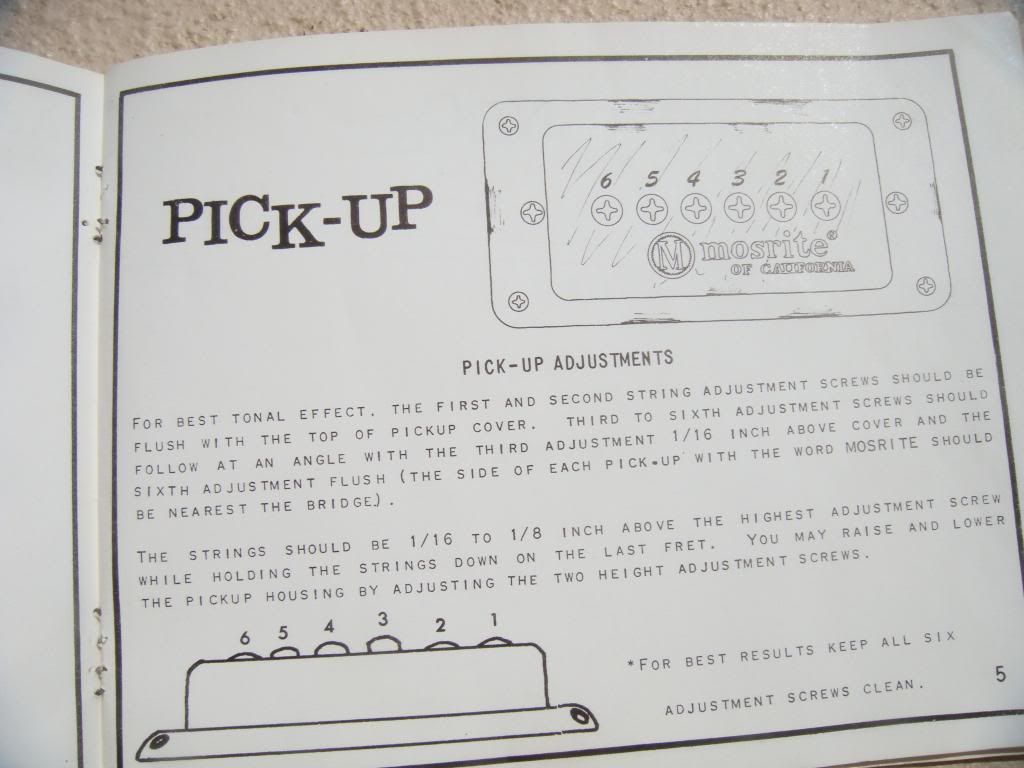 PICK-UP
6 5 4 3 2 1
M mosrite®
OF CALIFORNIA
PICK-UP ADJUSTMENTS
FOR BEST TONAL EFFECT, THE FIRST AND SECOND STRING ADJUSTMENT SCREWS SHOULD BE
FLUSH WITH THE TOP OF PICKUP COVER. THIRD TO SIXTH ADJUSTMENT SCREWS SHOULD
FOLLOW AT AN ANGLE WITH THE THIRD ADJUSTMENT 1/16 INCH ABOVE COVER AND THE
SIXTH ADJUSTMENT FLUSH (THE SIDE OF EACH PICK-UP WITH THE WORD MOSRITE SHOULD
BE NEAREST THE BRIDGE.).
THE STRINGS SHOULD BE 1/16 TO 1/8 INCH ABOVE THE HIGHEST ADJUSTMENT SCREW
WHILE HOLDING THE STRINGS DOWN ON THE LAST FRET. YOU MAY RAISE AND LOWER
THE PICKUP HOUSING BY ADJUSTING THE TWO HEIGHT ADJUSTMENT SCREWS.
6 5 4 3 2 1
*FOR BEST RESULTS KEEP ALL SIX
ADJUSTMENT SCREWS CLEAN.
5